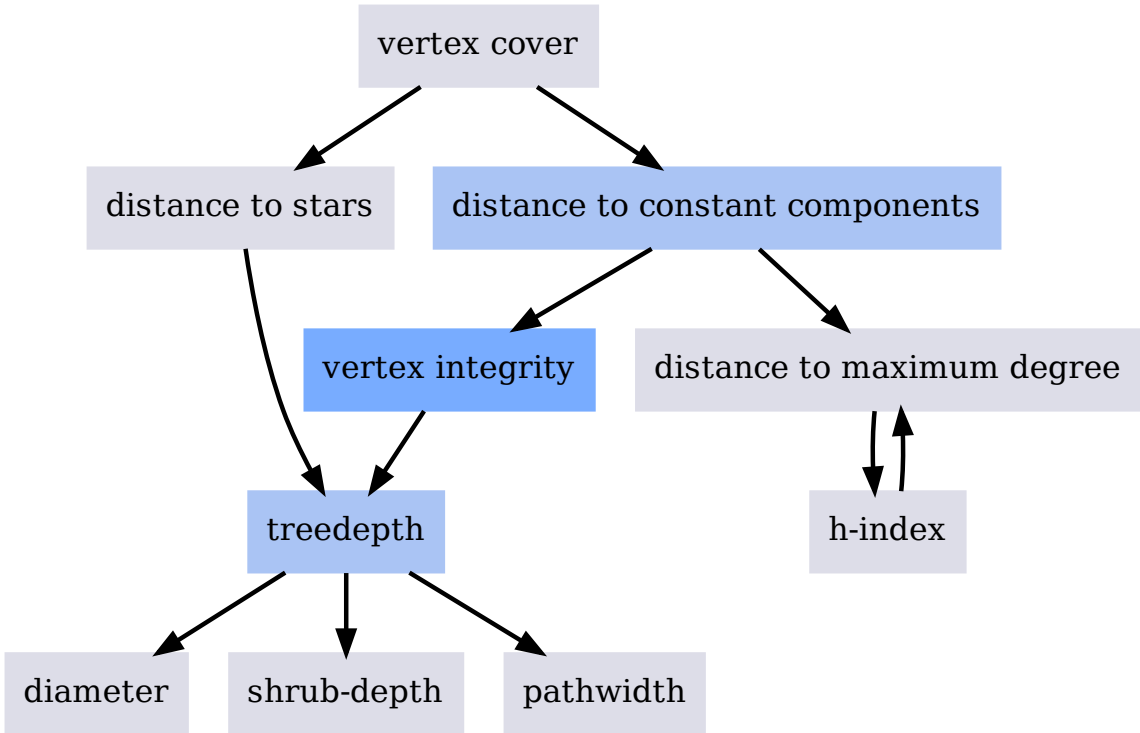 vertex cover
distance to stars
distance to constant components
vertex integrity
distance to maximum degree
treedepth
h-index
diameter
shrub-depth
pathwidth